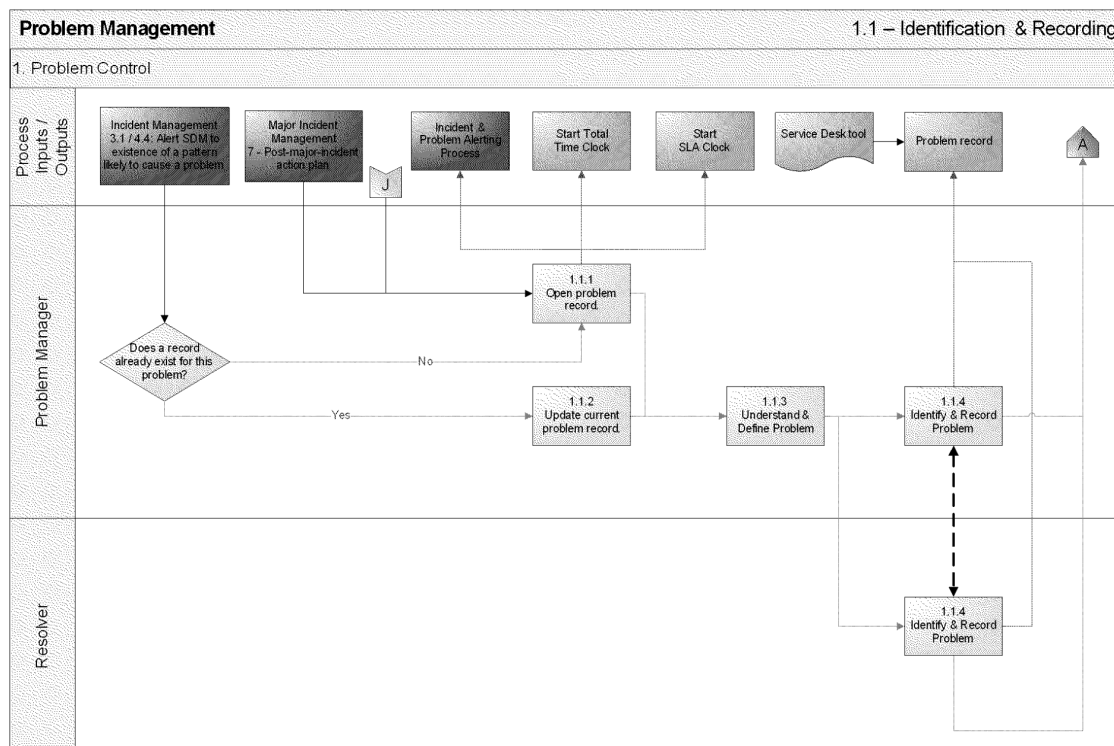 Problem Management
1.1 – Identification & Recording
1. Problem Control
Process
Inputs /
Outputs
Incident Management
3.1 / 4.4: Alert SDM to
existence of a pattern
likely to cause a problem
Major Incident
Management
7 - Post-major-incident
action plan
J
Incident &
Problem Alerting
Process
Start Total
Time Clock
Start
SLA Clock
Service Desk tool
Problem record
A
Problem Manager
1.1.1
Open problem
record.
Does a record
already exist for this
problem?
No
Yes
1.1.2
Update current
problem record.
1.1.3
Understand &
Define Problem
1.1.4
Identify & Record
Problem
Resolver
1.1.4
Identify & Record
Problem